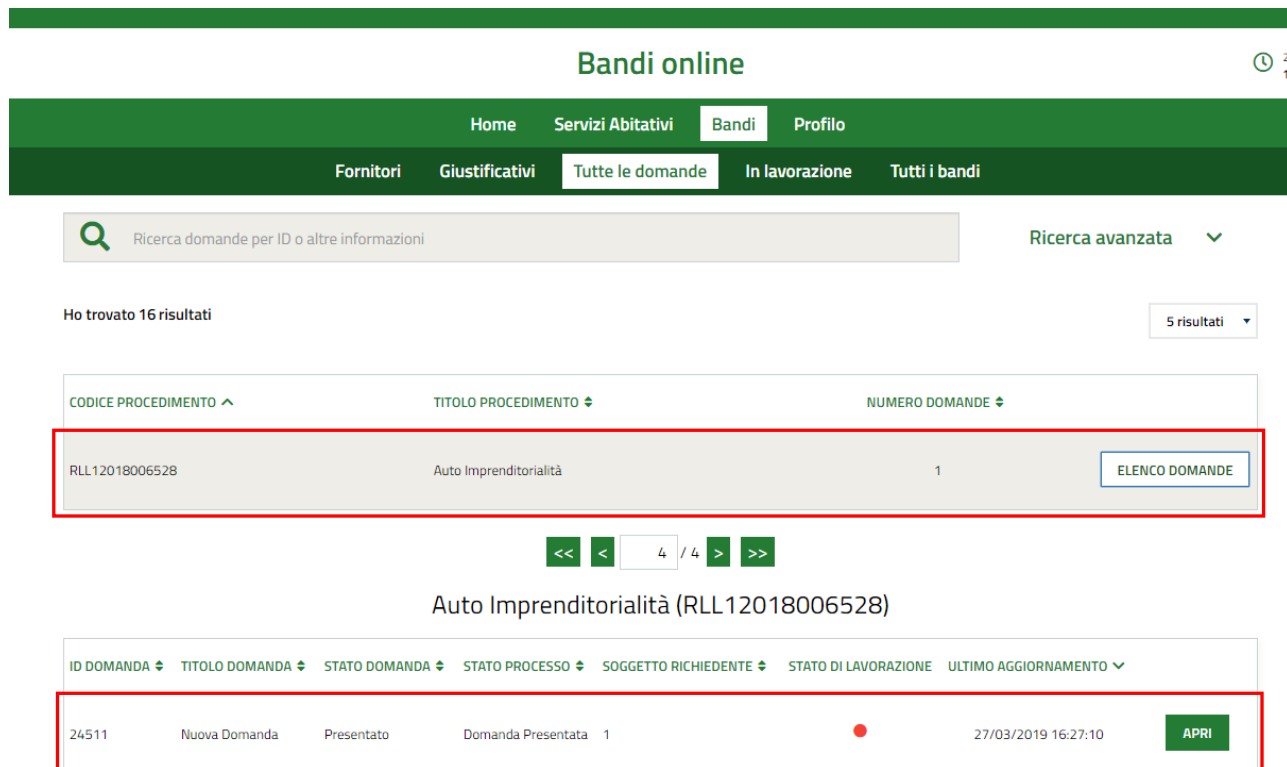 Bandi online
Home Servizi Abitativi Bandi Profilo
Fornitori Giustificativi Tutte le domande In lavorazione Tutti i bandi
Ricerca domande per ID o altre informazioni Ricerca avanzata
Ho trovato 16 risultati 5 risultati
CODICE PROCEDIMENTO TITOLO PROCEDIMENTO NUMERO DOMANDE
RLL12018006528 Auto Imprenditorialità 1 ELENCO DOMANDE
<< < 4 / 4 > >>
Auto Imprenditorialità (RLL12018006528)
ID DOMANDA TITOLO DOMANDA STATO DOMANDA STATO PROCESSO SOGGETTO RICHIEDENTE STATO DI LAVORAZIONE ULTIMO AGGIORNAMENTO
24511 Nuova Domanda Presentato Domanda Presentata 1 27/03/2019 16:27:10 APRI